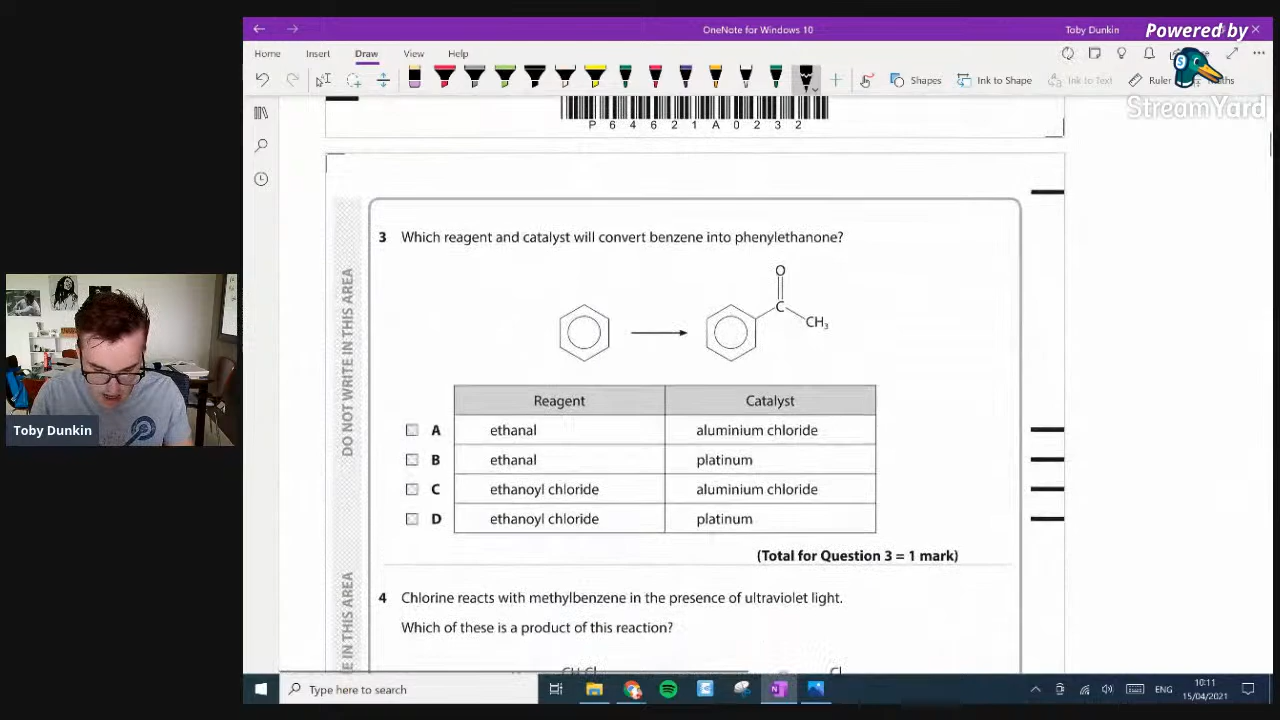 OneNote for Windows 10
Toby Dunkin
Powered by
StreamYard
Home Insert Draw View Help
Shapes Ink to Shape Ink to Text Ruler Maths
P 6 4 6 2 1 A 0 2 3 2
DO NOT WRITE IN THIS AREA
3 Which reagent and catalyst will convert benzene into phenylethanone?
O
C
CH3
Reagent Catalyst
A ethanal aluminium chloride
B ethanal platinum
C ethanoyl chloride aluminium chloride
D ethanoyl chloride platinum
(Total for Question 3 = 1 mark)
4 Chlorine reacts with methylbenzene in the presence of ultraviolet light.
Which of these is a product of this reaction?
E IN THIS AREA
Cl
Toby Dunkin
Type here to search
ENG
10:11
15/04/2021